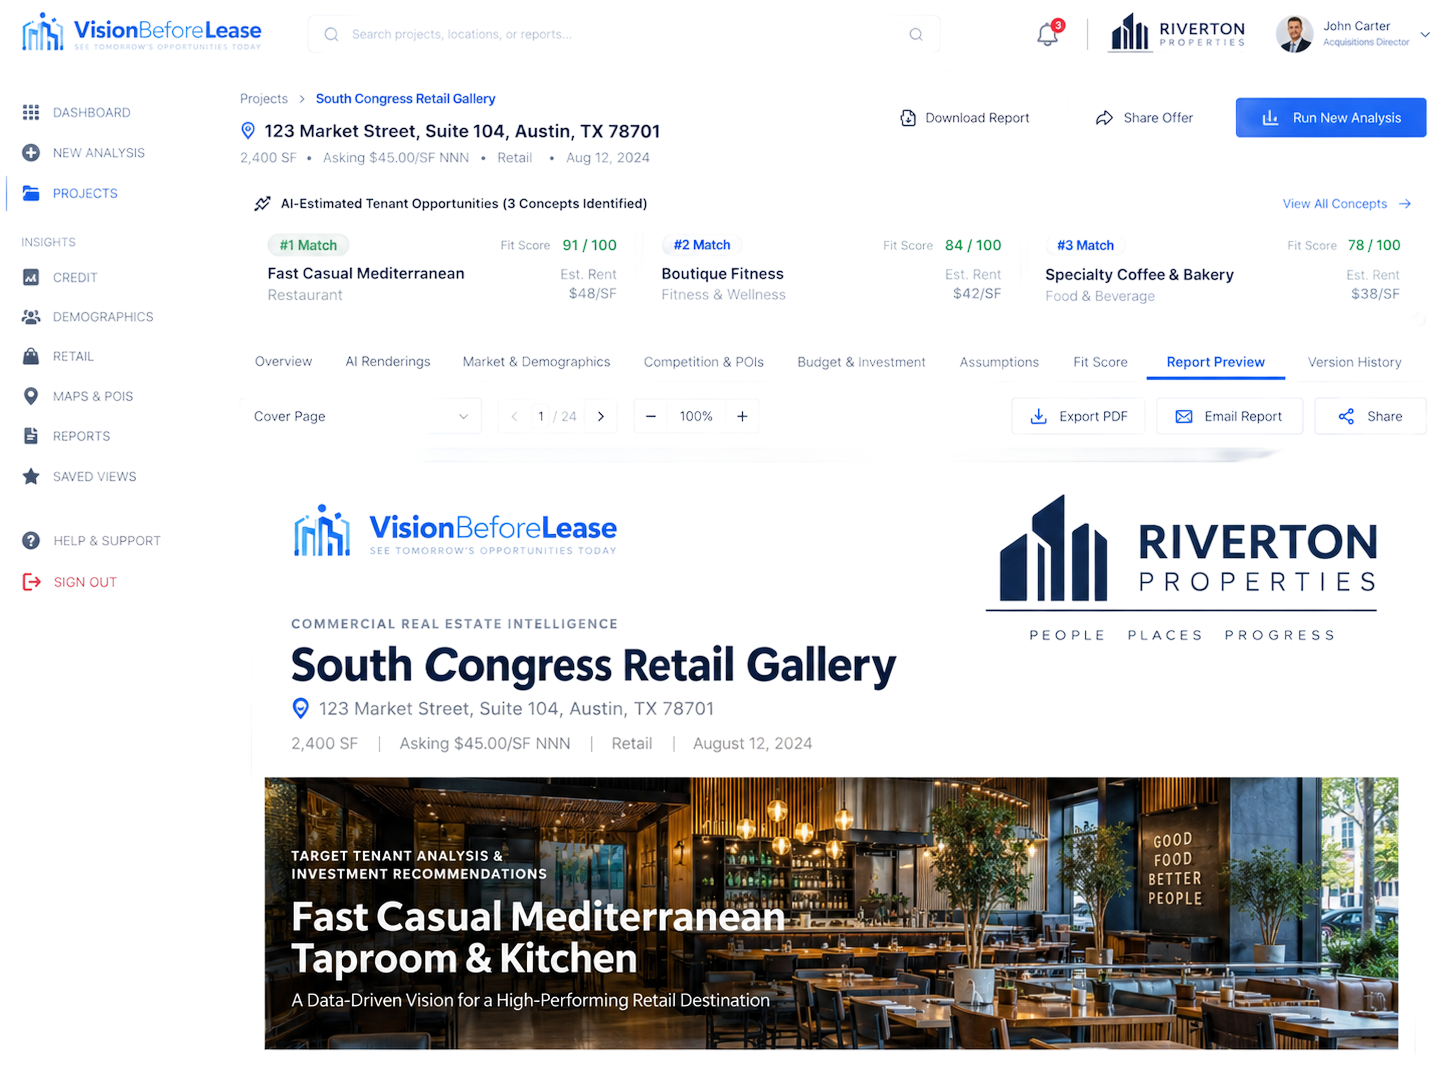 VisionBeforeLease
SEE TOMORROW'S OPPORTUNITIES TODAY
Search projects, locations, or reports...
3
RIVERTON
PROPERTIES
John Carter
Acquisitions Director
DASHBOARD
NEW ANALYSIS
PROJECTS
INSIGHTS
CREDIT
DEMOGRAPHICS
RETAIL
MAPS & POIS
REPORTS
SAVED VIEWS
HELP & SUPPORT
SIGN OUT
Projects > South Congress Retail Gallery
123 Market Street, Suite 104, Austin, TX 78701
2,400 SF • Asking $45.00/SF NNN • Retail • Aug 12, 2024
Download Report
Share Offer
Run New Analysis
AI-Estimated Tenant Opportunities (3 Concepts Identified)
View All Concepts →
#1 Match
Fit Score 91 / 100
Fast Casual Mediterranean
Restaurant
Est. Rent
$48/SF
#2 Match
Fit Score 84 / 100
Boutique Fitness
Fitness & Wellness
Est. Rent
$42/SF
#3 Match
Fit Score 78 / 100
Specialty Coffee & Bakery
Food & Beverage
Est. Rent
$38/SF
Overview
AI Renderings
Market & Demographics
Competition & POIs
Budget & Investment
Assumptions
Fit Score
Report Preview
Version History
Cover Page
1 / 24
100%
Export PDF
Email Report
Share
VisionBeforeLease
SEE TOMORROW'S OPPORTUNITIES TODAY
RIVERTON
PROPERTIES
PEOPLE PLACES PROGRESS
COMMERCIAL REAL ESTATE INTELLIGENCE
South Congress Retail Gallery
123 Market Street, Suite 104, Austin, TX 78701
2,400 SF | Asking $45.00/SF NNN | Retail | August 12, 2024
TARGET TENANT ANALYSIS &
INVESTMENT RECOMMENDATIONS
Fast Casual Mediterranean
Taproom & Kitchen
A Data-Driven Vision for a High-Performing Retail Destination
GOOD
FOOD
BETTER
PEOPLE